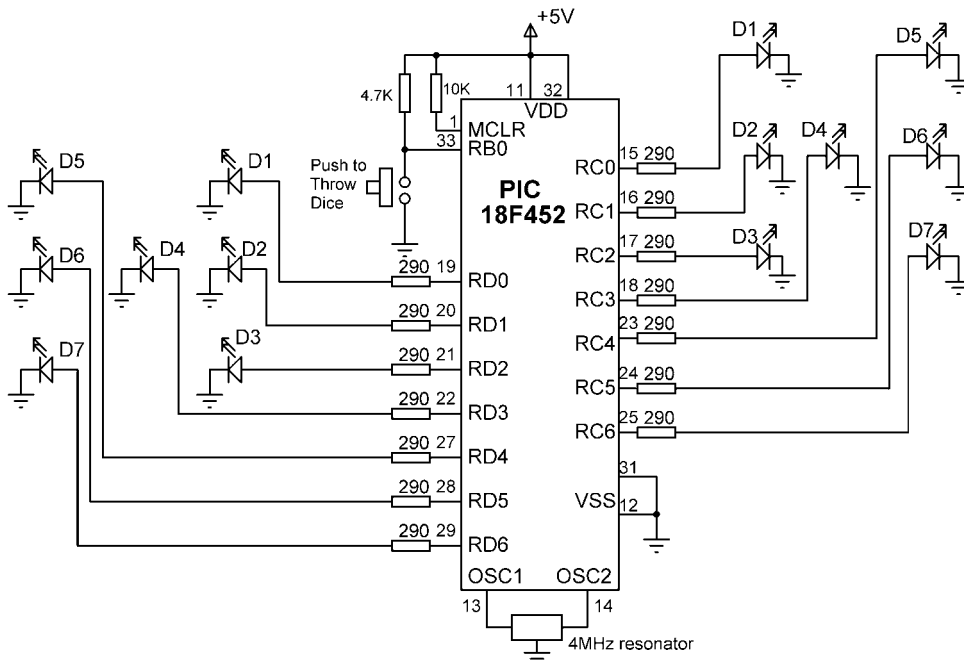 +5V
D1
D5
4.7K
10K
11
32
VDD
1
MCLR
33
RB0
D2
D4
D6
D5
D1
Push to
Throw
Dice
PIC
18F452
RC0
15
290
RC1
16
290
D6
D4
D2
D3
D7
RC2
17
290
290
19
RD0
RC3
18
290
290
20
RD1
RC4
23
290
D7
D3
290
21
RD2
RC5
24
290
290
22
RD3
RC6
25
290
290
27
RD4
31
290
28
RD5
VSS
12
290
29
RD6
OSC1
OSC2
13
14
4MHz resonator